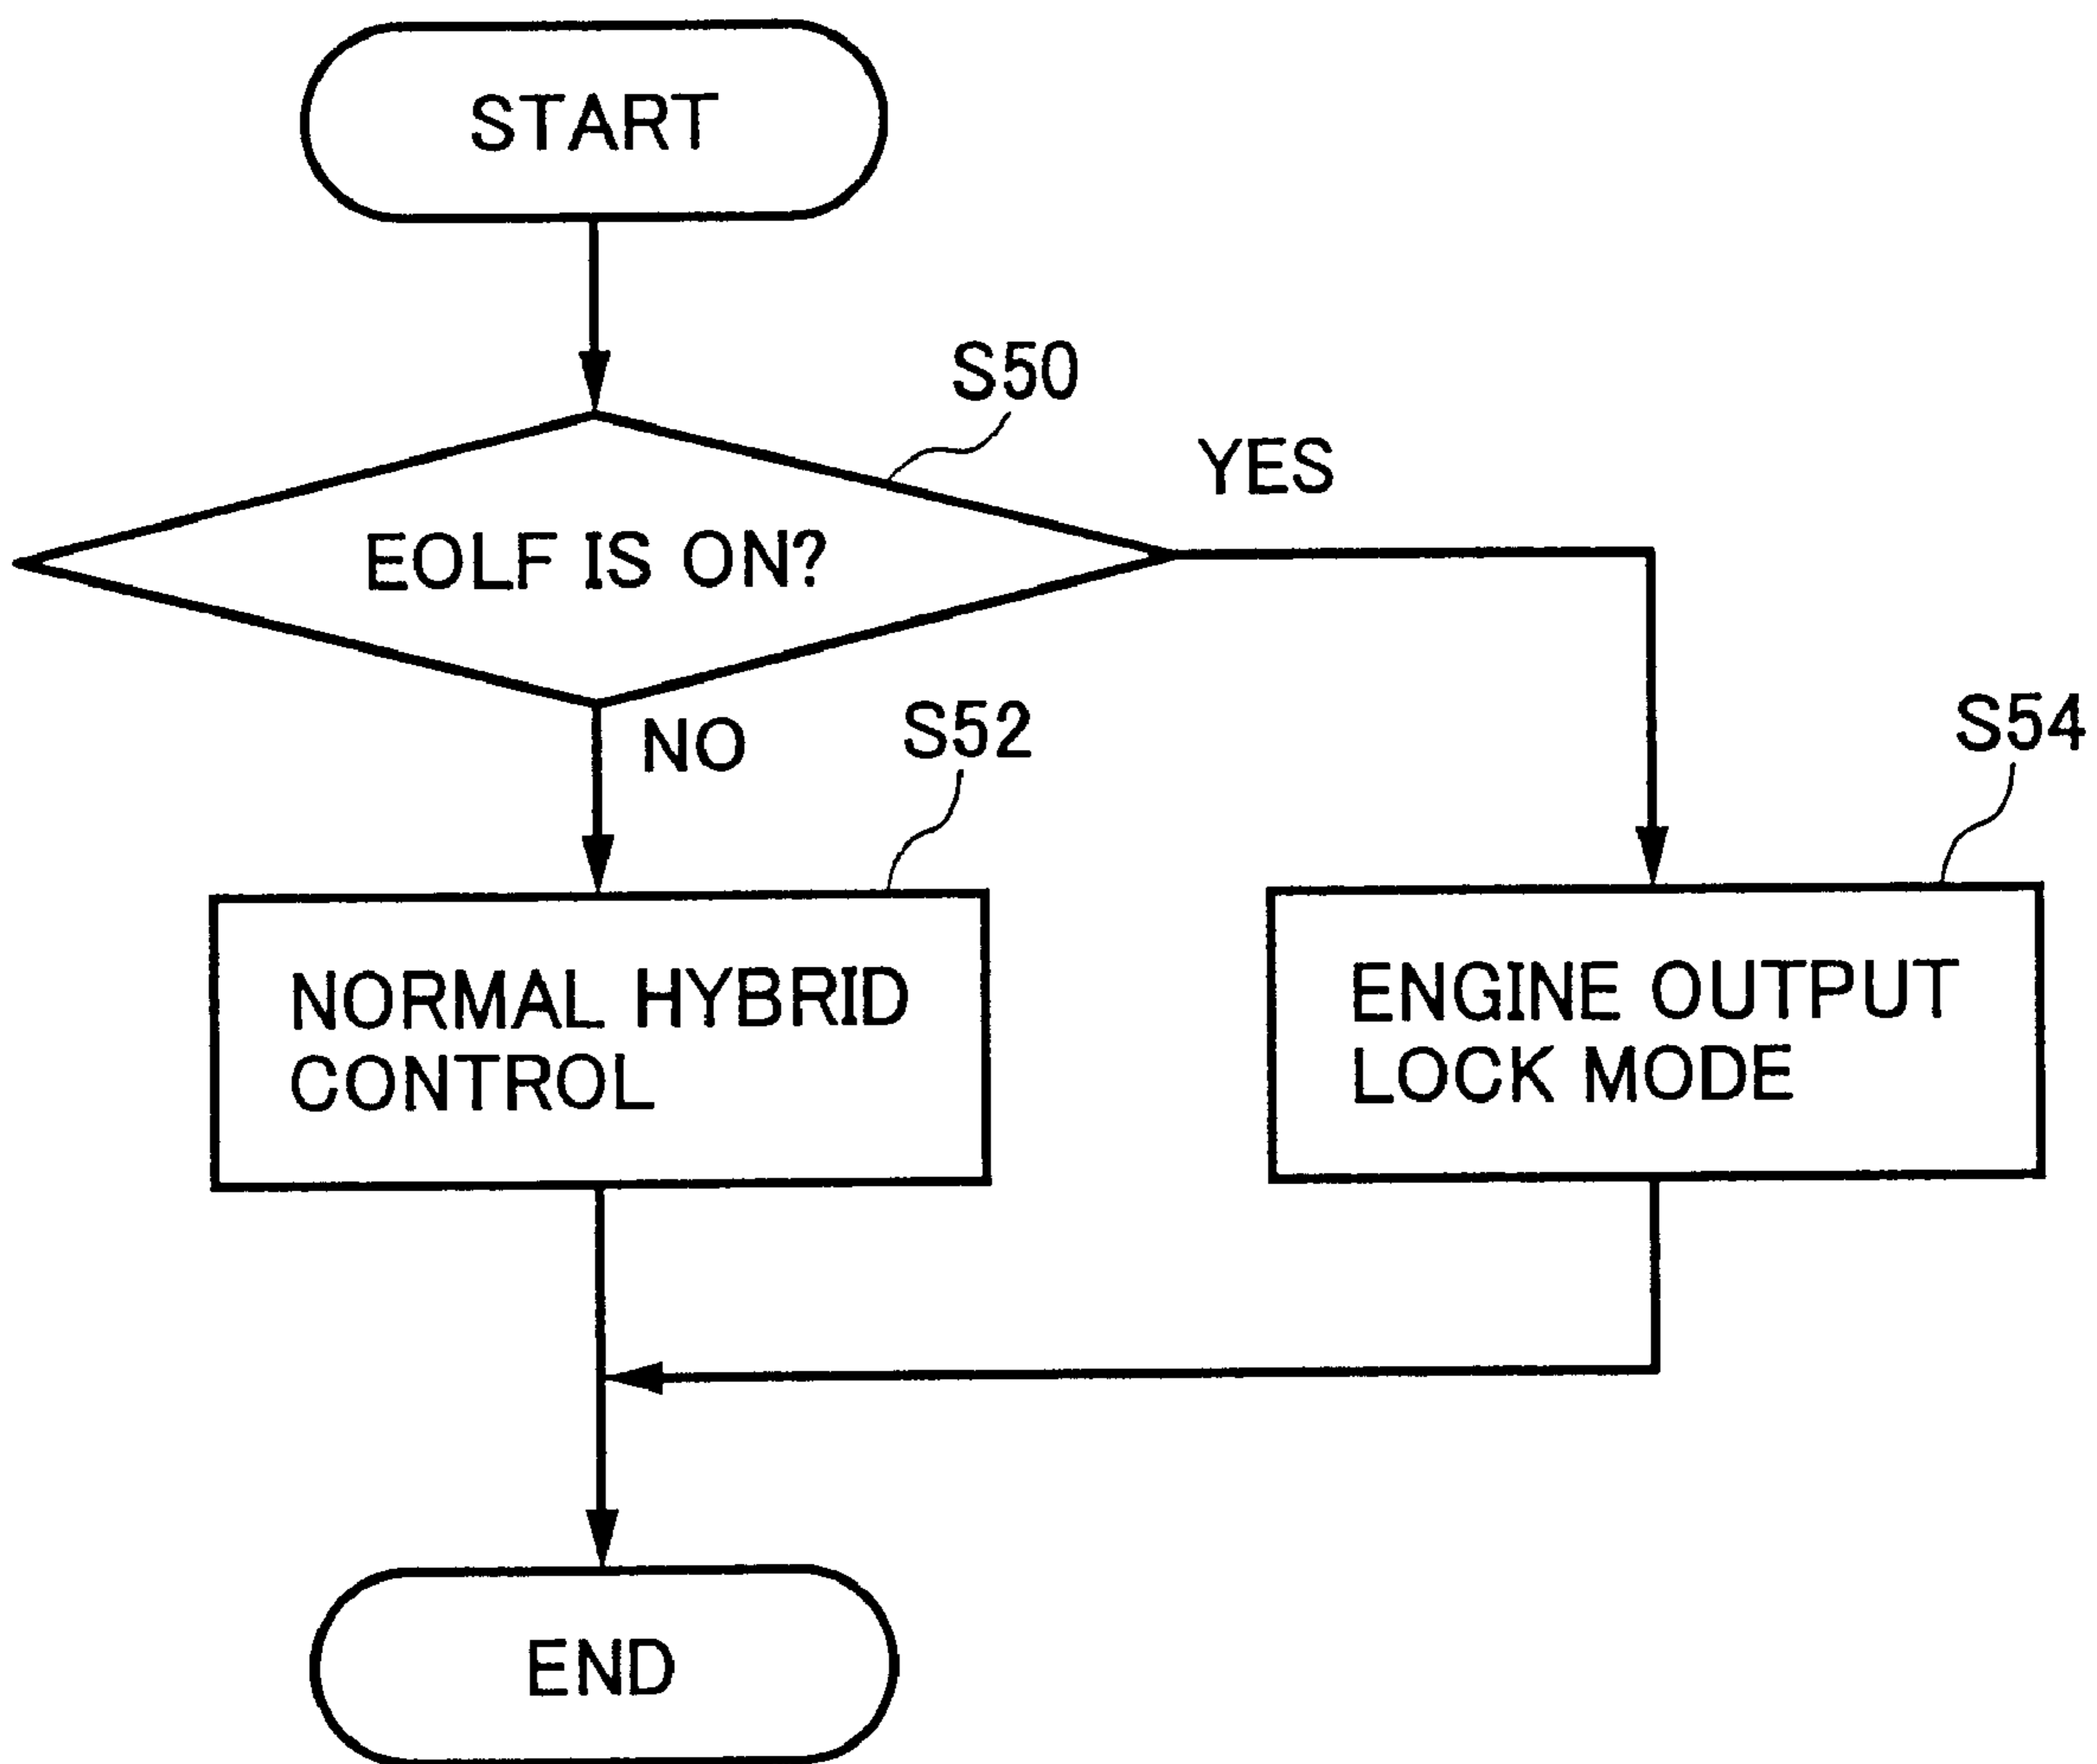 START
S50
YES
EOLF IS ON?
NO
S52
S54
NORMAL HYBRID
CONTROL
ENGINE OUTPUT
LOCK MODE
END